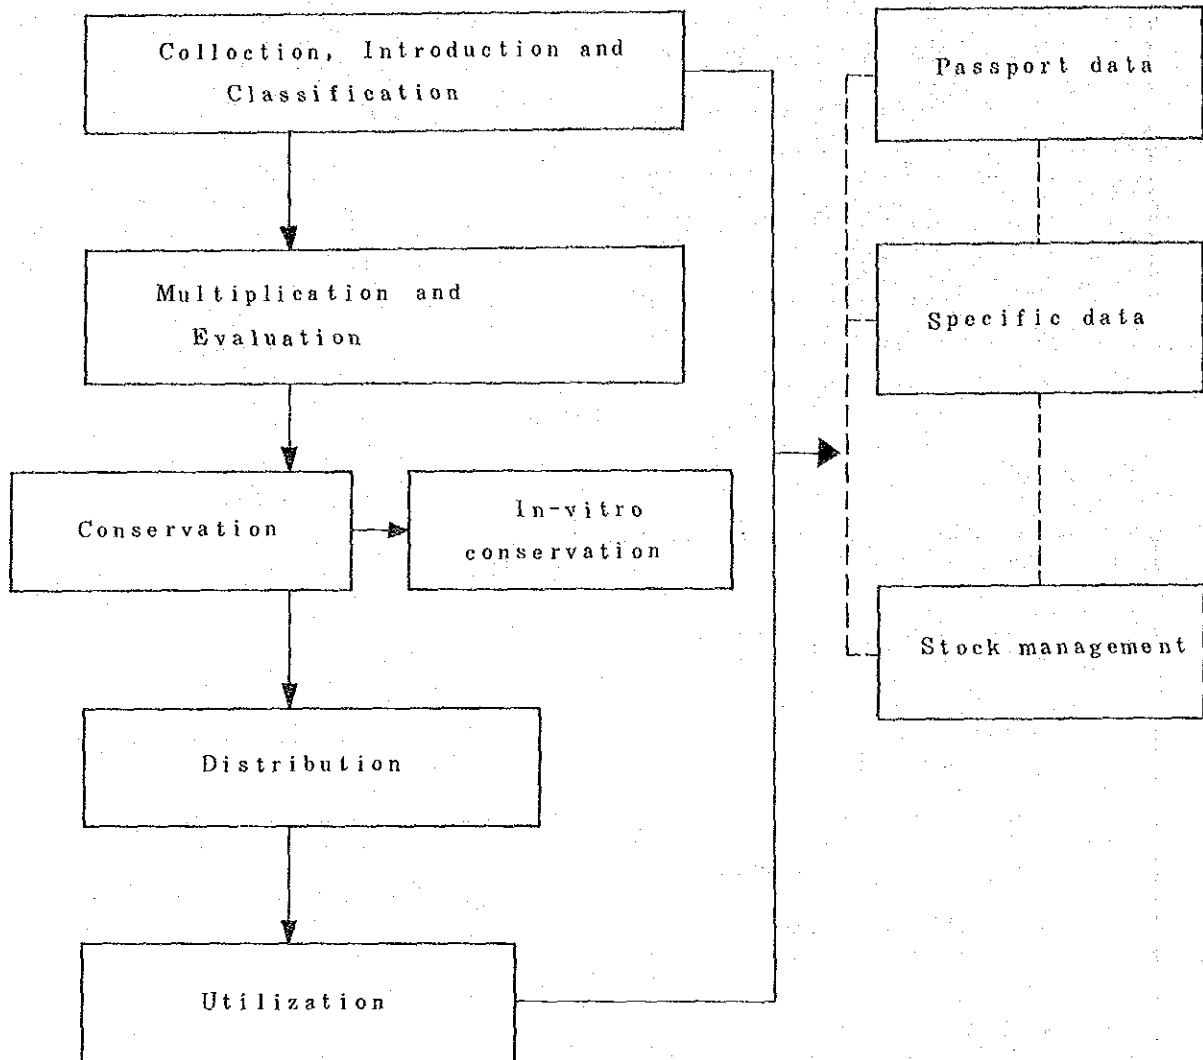 Colloction, Introduction and
Classification
Multiplication and
Evaluation
Conservation
In-vitro
conservation
Distribution
Utilization
Passport data
Specific data
Stock management